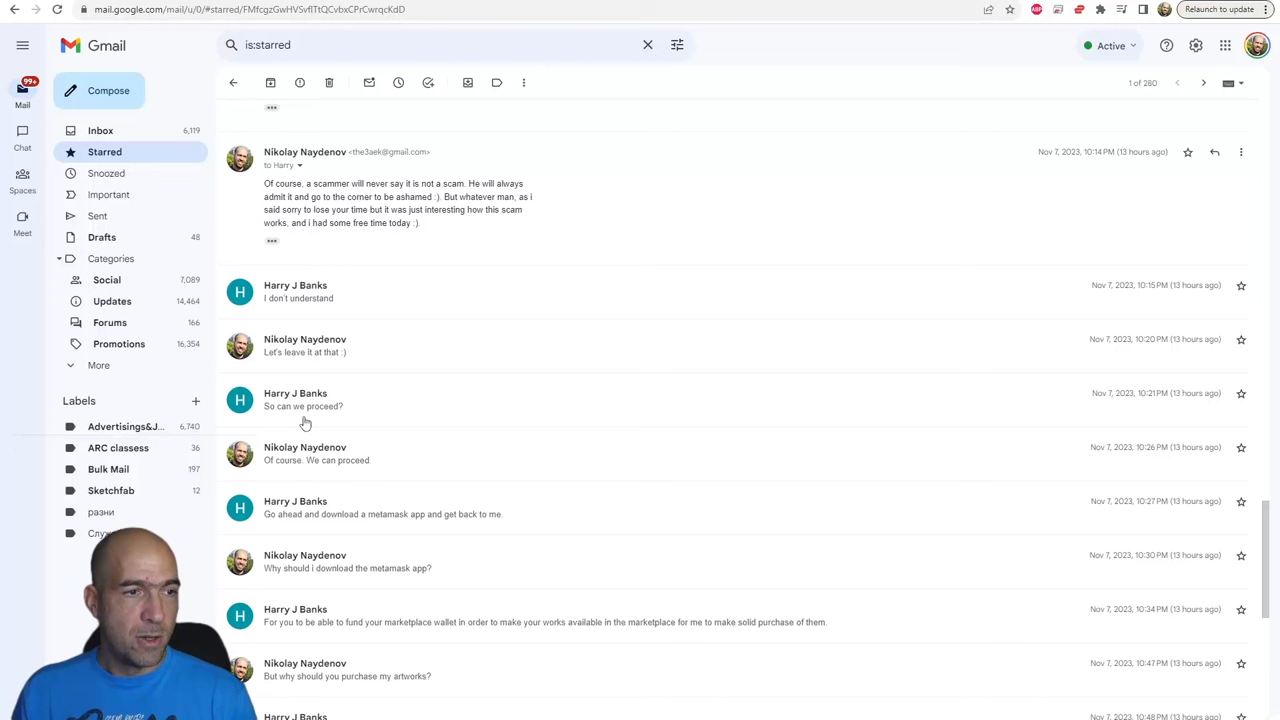 mail.google.com/mail/u/0/#starred/FMfcgzGwHVSvflTtQCvbxCPrCwrqcKdD
ABP
Relaunch to update
Gmail
is:starred
Active
99+
Mail
Compose
1 of 280
Inbox 6,119
Chat
Starred
Snoozed
Spaces
Important
Sent
Meet
Drafts 48
Categories
Social 7,089
Updates 14,464
Forums 166
Promotions 16,354
More
Labels
Advertisings&J... 6,740
ARC classess 36
Bulk Mail 197
Sketchfab 12
разни
Nikolay Naydenov <the3aek@gmail.com> Nov 7, 2023, 10:14 PM (13 hours ago)
to Harry
Of course, a scammer will never say it is not a scam. He will always
admit it and go to the corner to be ashamed :). But whatever man, as i
said sorry to lose your time but it was just interesting how this scam
works, and i had some free time today :).
Harry J Banks Nov 7, 2023, 10:15 PM (13 hours ago)
H
I don't understand
Nikolay Naydenov Nov 7, 2023, 10:20 PM (13 hours ago)
Let's leave it at that :)
Harry J Banks Nov 7, 2023, 10:21 PM (13 hours ago)
H
So can we proceed?
Nikolay Naydenov Nov 7, 2023, 10:26 PM (13 hours ago)
Of course. We can proceed.
Harry J Banks Nov 7, 2023, 10:27 PM (13 hours ago)
H
Go ahead and download a metamask app and get back to me.
Nikolay Naydenov Nov 7, 2023, 10:30 PM (13 hours ago)
Why should i download the metamask app?
Harry J Banks Nov 7, 2023, 10:34 PM (13 hours ago)
H
For you to be able to fund your marketplace wallet in order to make your works available in the marketplace for me to make solid purchase of them.
Nikolay Naydenov Nov 7, 2023, 10:47 PM (13 hours ago)
But why should you purchase my artworks?
Harry J Banks Nov 7, 2023, 10:48 PM (13 hours ago)